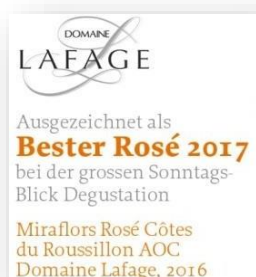 DOMAINE
LAFAGE
Ausgezeichnet als
Bester Rosé 2017
bei der grossen Sonntags-
Blick Degustation
Miraflors Rosé Côtes
du Roussillon AOC
Domaine Lafage, 2016